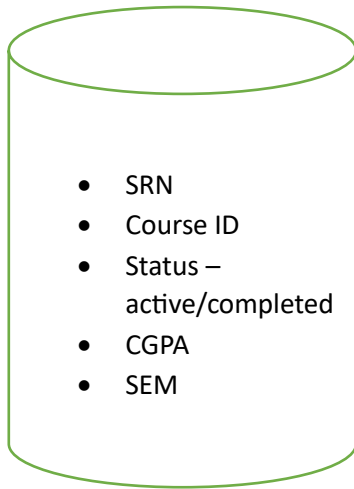 • SRN
• Course ID
• Status –
active/completed
• CGPA
• SEM